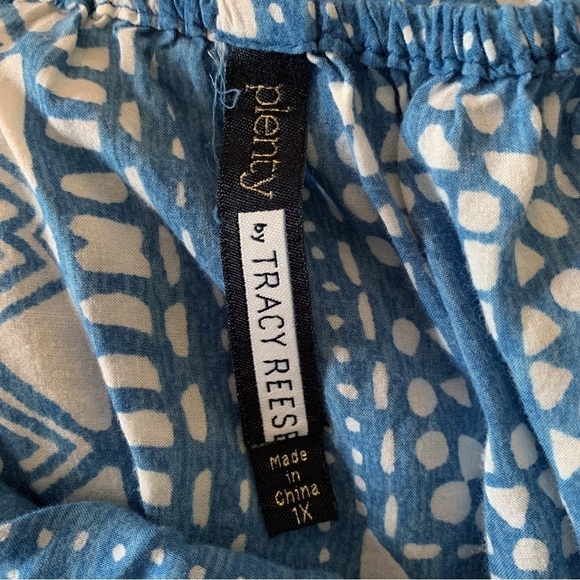 plenty
by TRACY REESE
Made in
China
1X